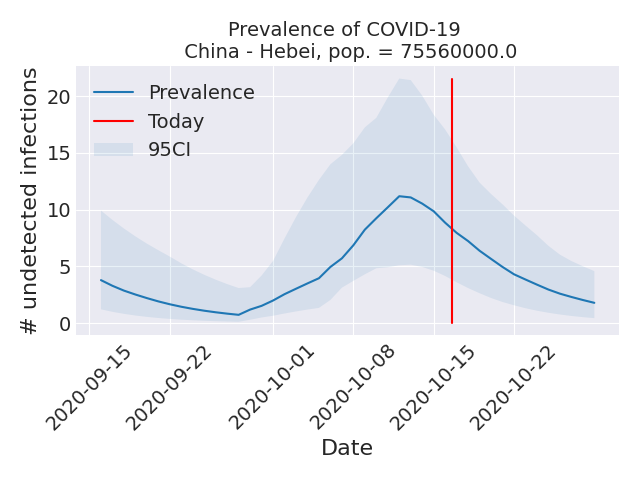 Prevalence of COVID-19
China - Hebei, pop. = 75560000.0
# undetected infections
20
15
10
5
0
Prevalence
Today
95CI
2020-09-15
2020-09-22
2020-10-01
2020-10-08
2020-10-15
2020-10-22
Date